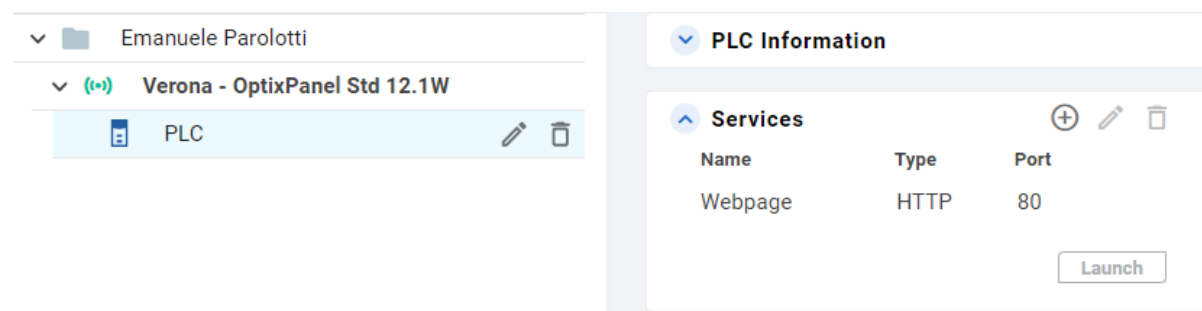 Emanuele Parolotti
Verona - OptixPanel Std 12.1W
PLC
PLC Information
Services
Name Type Port
Webpage HTTP 80
Launch